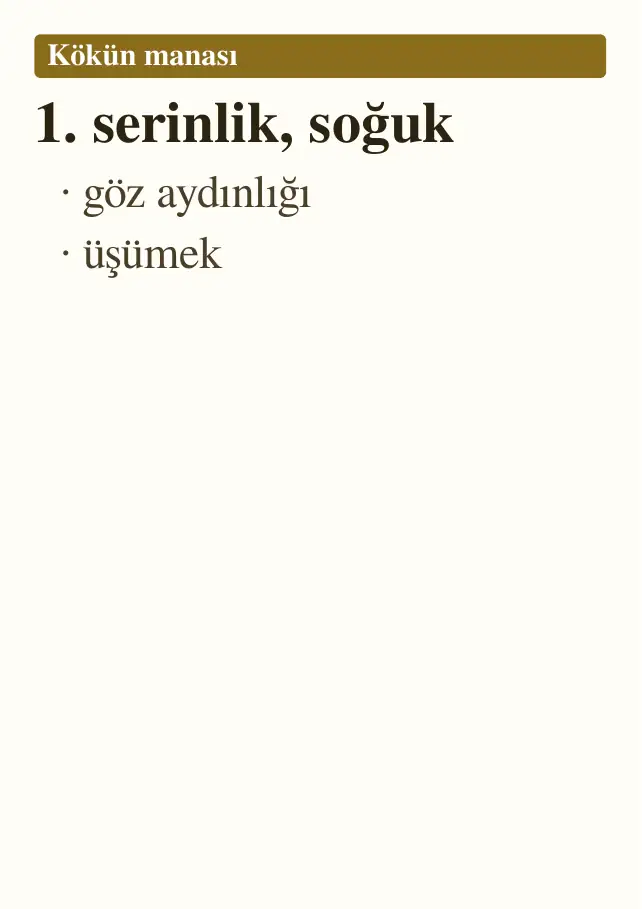 Kökün manası
1. serinlik, soğuk
· göz aydınlığı
· üşümek